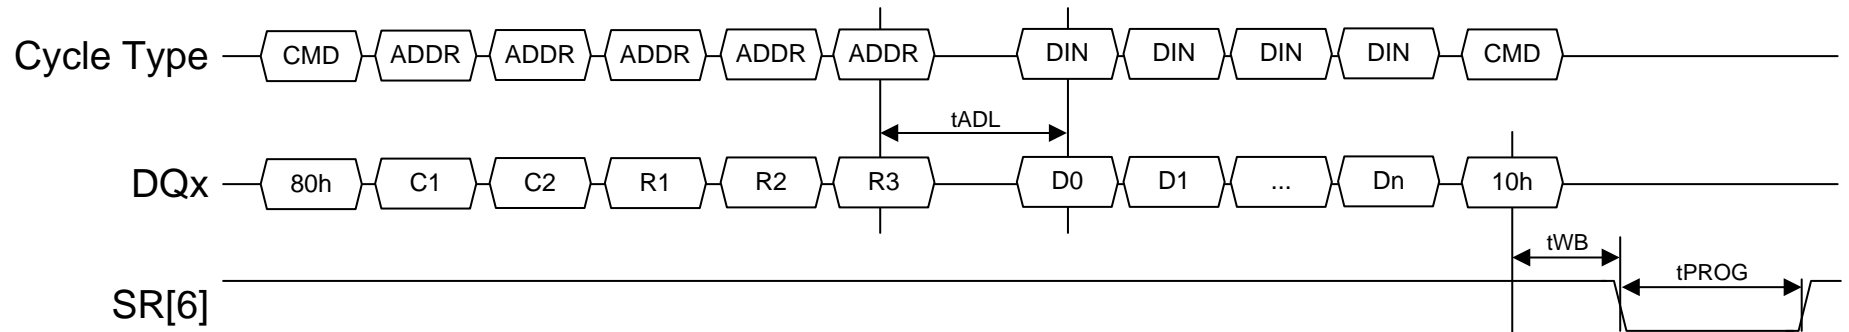 Cycle Type CMD ADDR ADDR ADDR ADDR ADDR DIN DIN DIN DIN CMD
tADL
DQx 80h C1 C2 R1 R2 R3 D0 D1 ... Dn 10h
tWB
tPROG
SR[6]